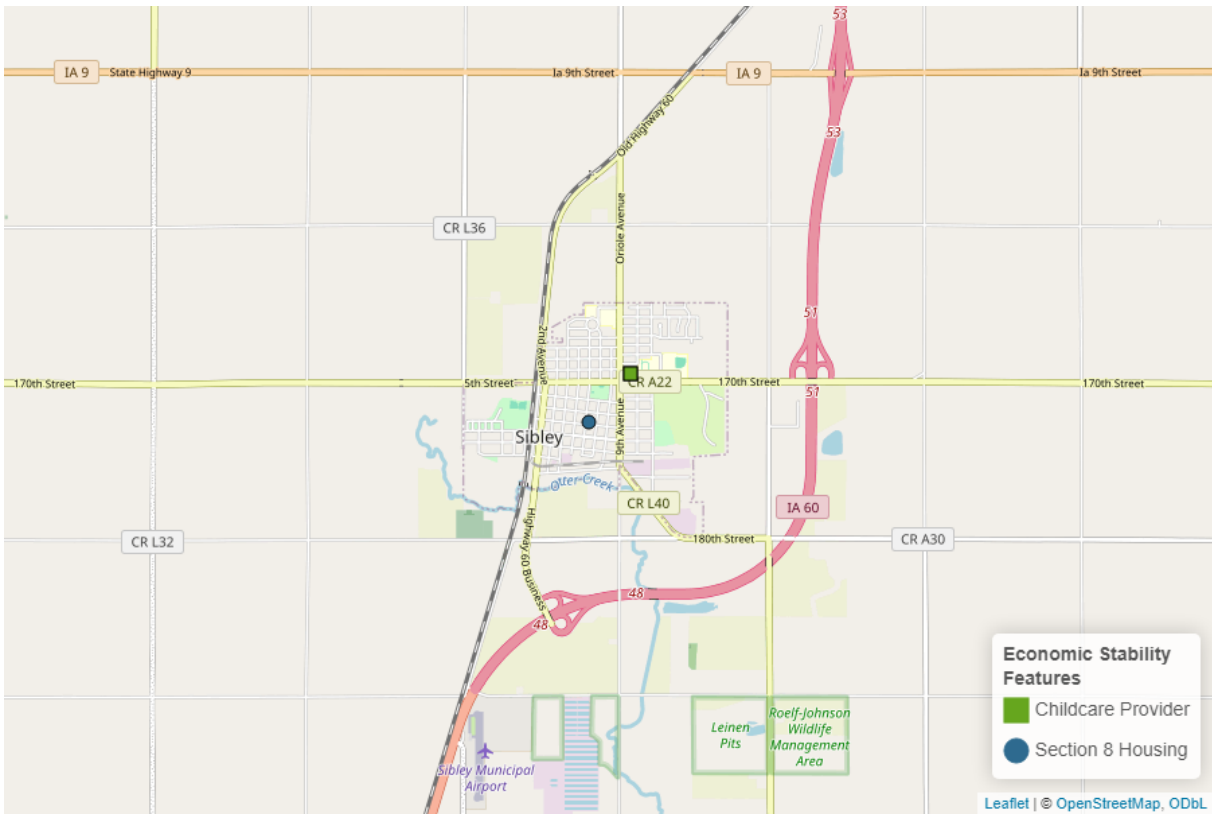 53
IA 9
State Highway 9
Ia 9th Street
IA 9
Ia 9th Street
53
Old Highway 60
Oriole Avenue
CR L36
51
2nd Avenue
170th Street
5th Street
CR A22
170th Street
170th Street
51
9th Avenue
Sibley
Otter Creek
CR L40
IA 60
Highway 60 Business
CR L32
180th Street
CR A30
48
48
Economic Stability
Features
Childcare Provider
Section 8 Housing
Leinen
Pits
Roelf-Johnson
Wildlife
Management
Area
Sibley Municipal
Airport
Leaflet | © OpenStreetMap, ODbL